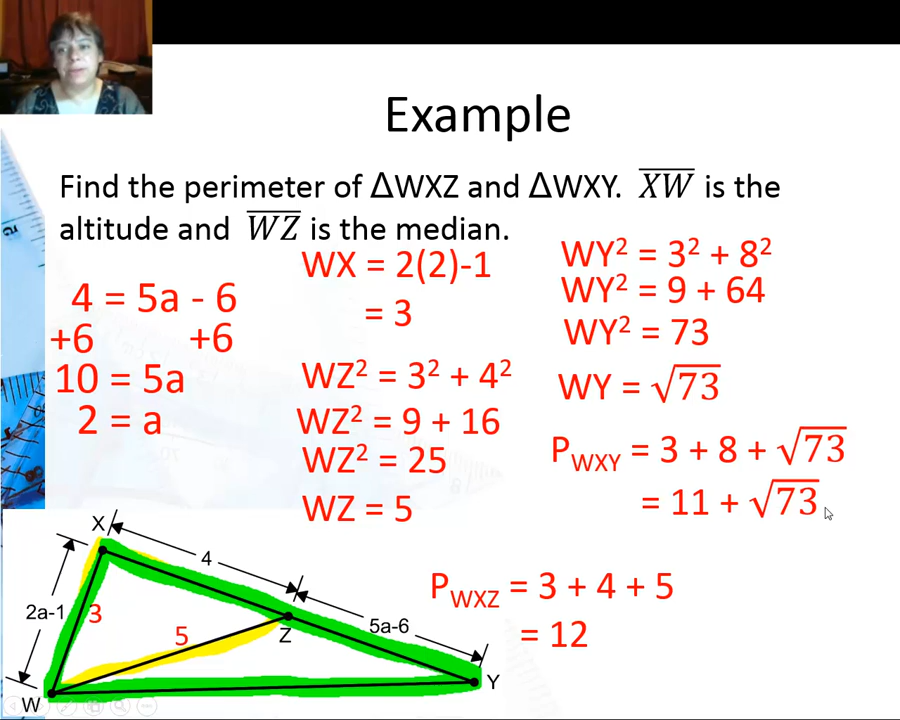 Example
Find the perimeter of ΔWXZ and ΔWXY. X̅W̅ is the
altitude and W̅Z̅ is the median.
4 = 5a - 6
+6 +6
10 = 5a
2 = a
WX = 2(2)-1
= 3
WZ² = 3² + 4²
WZ² = 9 + 16
WZ² = 25
WZ = 5
WY² = 3² + 8²
WY² = 9 + 64
WY² = 73
WY = √73
P_WXY = 3 + 8 + √73
= 11 + √73
P_WXZ = 3 + 4 + 5
= 12
X
4
2a-1
3
5
Z
5a-6
Y
W